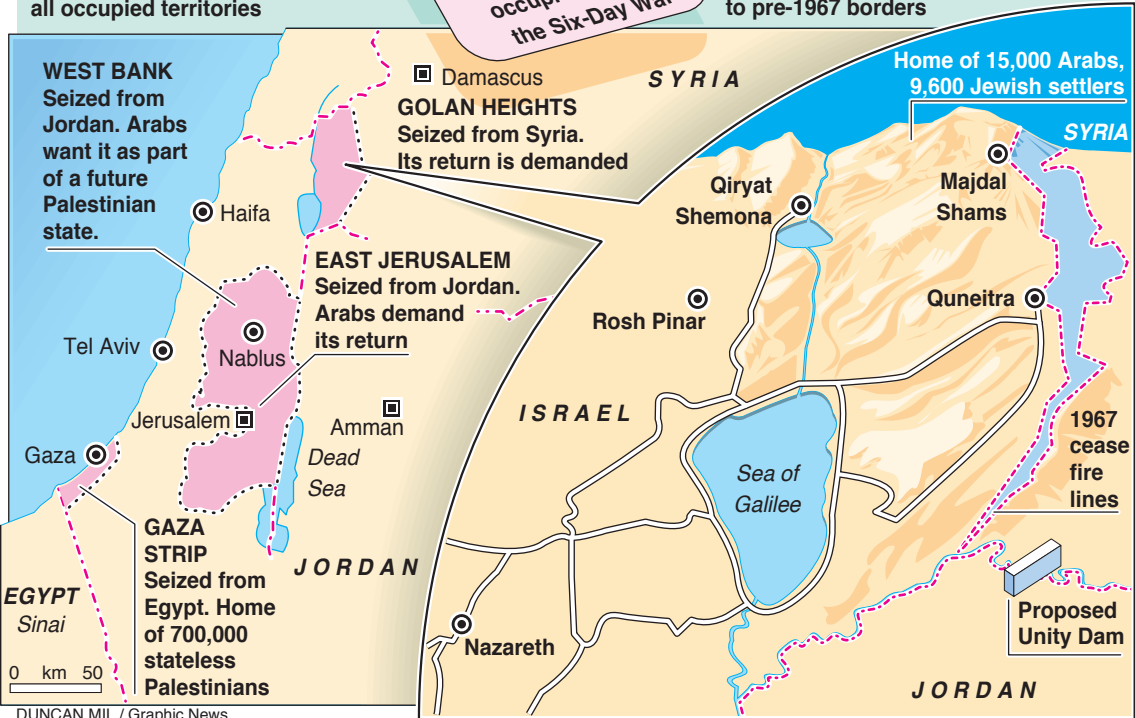 all occupied territories
the Six-Day War
to pre-1967 borders
WEST BANK
Seized from
Jordan. Arabs
want it as part
of a future
Palestinian
state.
Damascus
SYRIA
GOLAN HEIGHTS
Seized from Syria.
Its return is demanded
Haifa
EAST JERUSALEM
Seized from Jordan.
Arabs demand
its return
Tel Aviv
Nablus
Jerusalem
Amman
Gaza
Dead
Sea
GAZA
STRIP
Seized from
Egypt. Home
of 700,000
stateless
Palestinians
JORDAN
EGYPT
Sinai
0 km 50
DUNCAN MIL / Graphic News
Home of 15,000 Arabs,
9,600 Jewish settlers
SYRIA
Qiryat
Shemona
Majdal
Shams
Quneitra
Rosh Pinar
ISRAEL
Sea of
Galilee
1967
cease
fire
lines
Nazareth
Proposed
Unity Dam
JORDAN